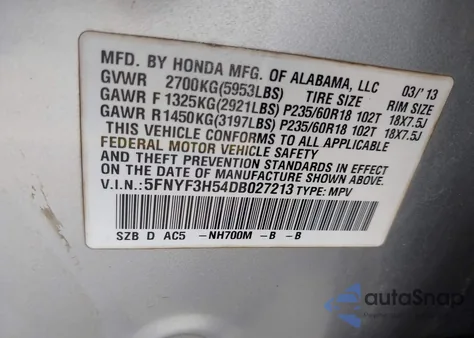 MFD. BY HONDA MFG. OF ALABAMA, LLC 03/'13
GVWR 2700KG(5953LBS) TIRE SIZE RIM SIZE
GAWR F 1325KG(2921LBS) P235/60R18 102T 18X7.5J
GAWR R1450KG(3197LBS) P235/60R18 102T 18X7.5J
THIS VEHICLE CONFORMS TO ALL APPLICABLE
FEDERAL MOTOR VEHICLE SAFETY
AND THEFT PREVENTION STANDARDS IN EFFECT
ON THE DATE OF MANUFACTURE SHOWN ABOVE.
V.I.N.: 5FNYF3H54DB027213 TYPE: MPV
SZB D AC5 -NH700M -B -B
autoSnap